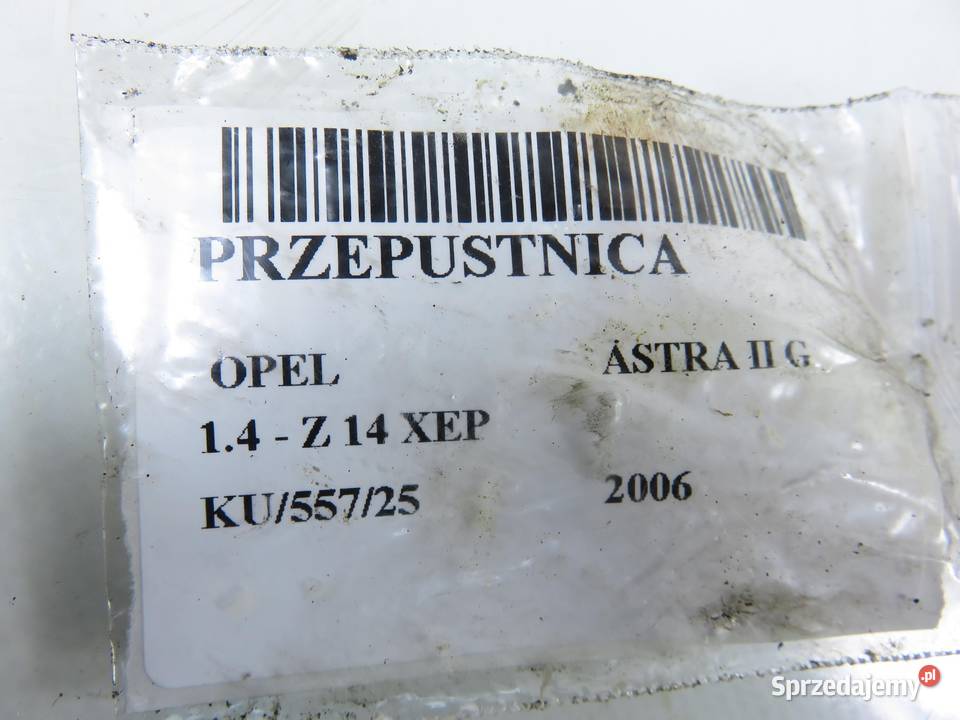 PRZEPUSTNICA
OPEL ASTRA II G
1.4 - Z 14 XEP
KU/557/25 2006
Sprzedajemy.pl